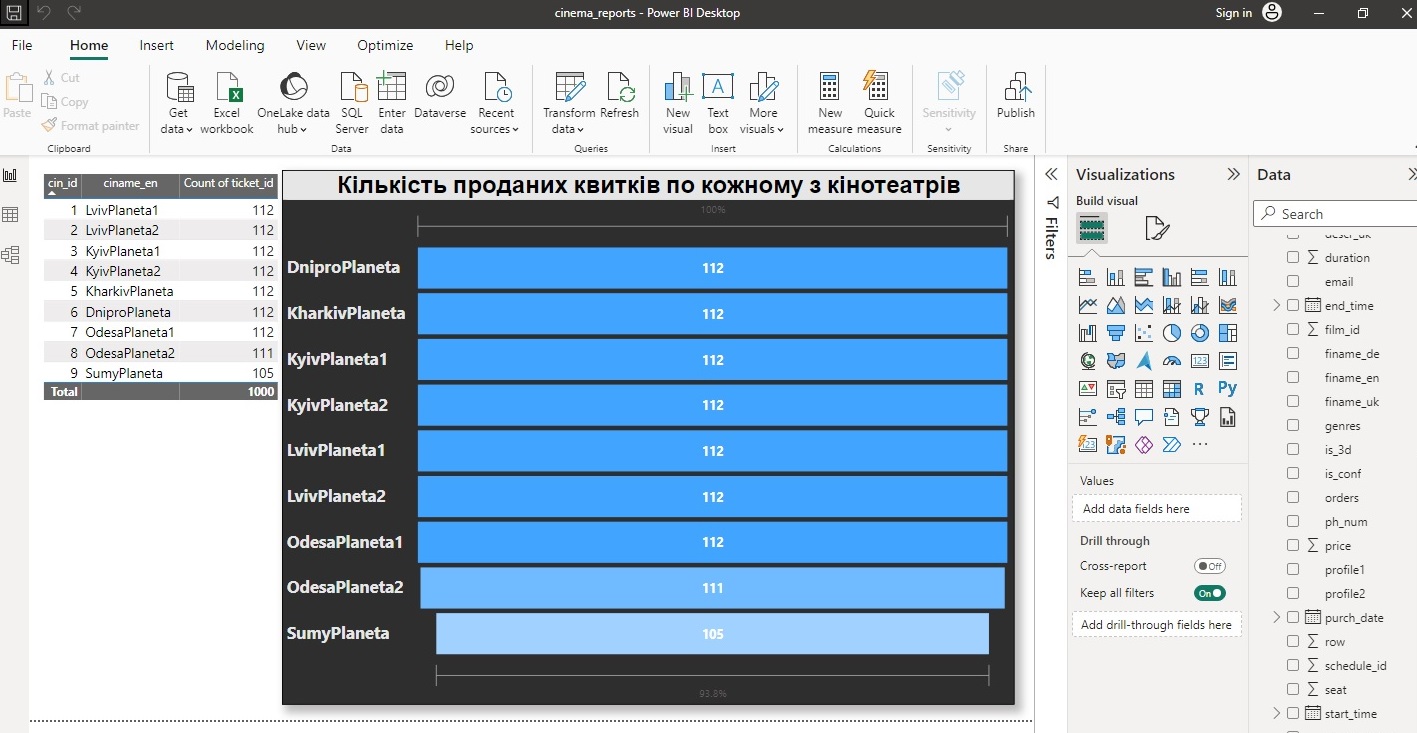 cinema_reports - Power BI Desktop
Sign in
File Home Insert Modeling View Optimize Help
Paste
Cut
Copy
Format painter
Clipboard
Get data
Excel workbook
OneLake data hub
SQL Server
Enter data
Dataverse
Recent sources
Data
Transform data
Refresh
Queries
New visual
Text box
More visuals
Insert
New measure
Quick measure
Calculations
Sensitivity
Sensitivity
Publish
Share
cin_id ciname_en Count of ticket_id
1 LvivPlaneta1 112
2 LvivPlaneta2 112
3 KyivPlaneta1 112
4 KyivPlaneta2 112
5 KharkivPlaneta 112
6 DniproPlaneta 112
7 OdesaPlaneta1 112
8 OdesaPlaneta2 111
9 SumyPlaneta 105
Total 1000
Кількість проданих квитків по кожному з кінотеатрів
100%
DniproPlaneta 112
KharkivPlaneta 112
KyivPlaneta1 112
KyivPlaneta2 112
LvivPlaneta1 112
LvivPlaneta2 112
OdesaPlaneta1 112
OdesaPlaneta2 111
SumyPlaneta 105
93.8%
Filters
Visualizations
Build visual
123
R Py
123
Values
Add data fields here
Drill through
Cross-report Off
Keep all filters On
Add drill-through fields here
Data
Search
duration
email
end_time
film_id
finame_de
finame_en
finame_uk
genres
is_3d
is_conf
orders
ph_num
price
profile1
profile2
purch_date
row
schedule_id
seat
start_time